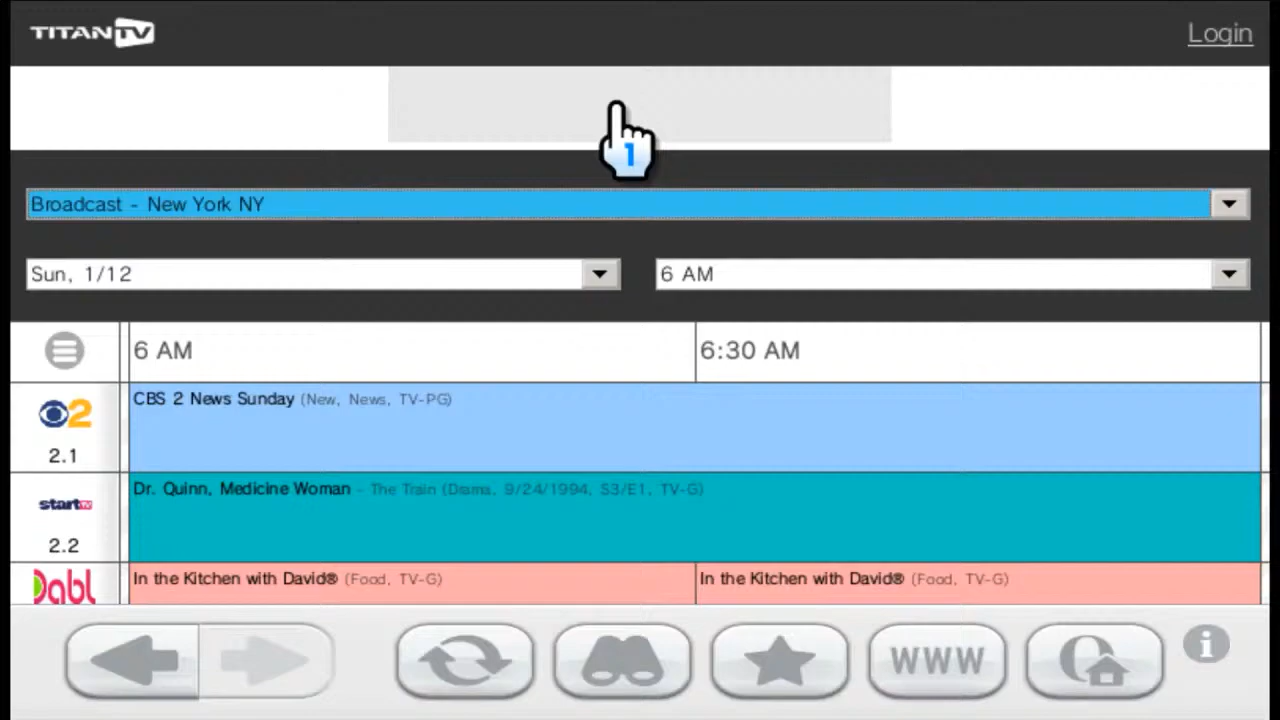 TITANTV
Login
1
Broadcast - New York NY
Sun, 1/12
6 AM
6 AM
6:30 AM
2
CBS 2 News Sunday (New, News, TV-PG)
2.1
start TV
Dr. Quinn, Medicine Woman - The Train (Drama, 9/24/1994, S3/E1, TV-G)
2.2
Dabl
In the Kitchen with David® (Food, TV-G)
In the Kitchen with David® (Food, TV-G)
WWW
i